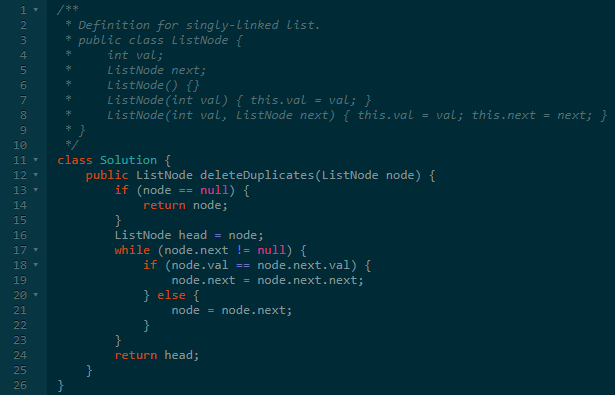 1 /**
2  * Definition for singly-linked list.
3  * public class ListNode {
4  *     int val;
5  *     ListNode next;
6  *     ListNode() {}
7  *     ListNode(int val) { this.val = val; }
8  *     ListNode(int val, ListNode next) { this.val = val; this.next = next; }
9  * }
10  */
11 class Solution {
12     public ListNode deleteDuplicates(ListNode node) {
13         if (node == null) {
14             return node;
15         }
16         ListNode head = node;
17         while (node.next != null) {
18             if (node.val == node.next.val) {
19                 node.next = node.next.next;
20             } else {
21                 node = node.next;
22             }
23         }
24         return head;
25     }
26 }